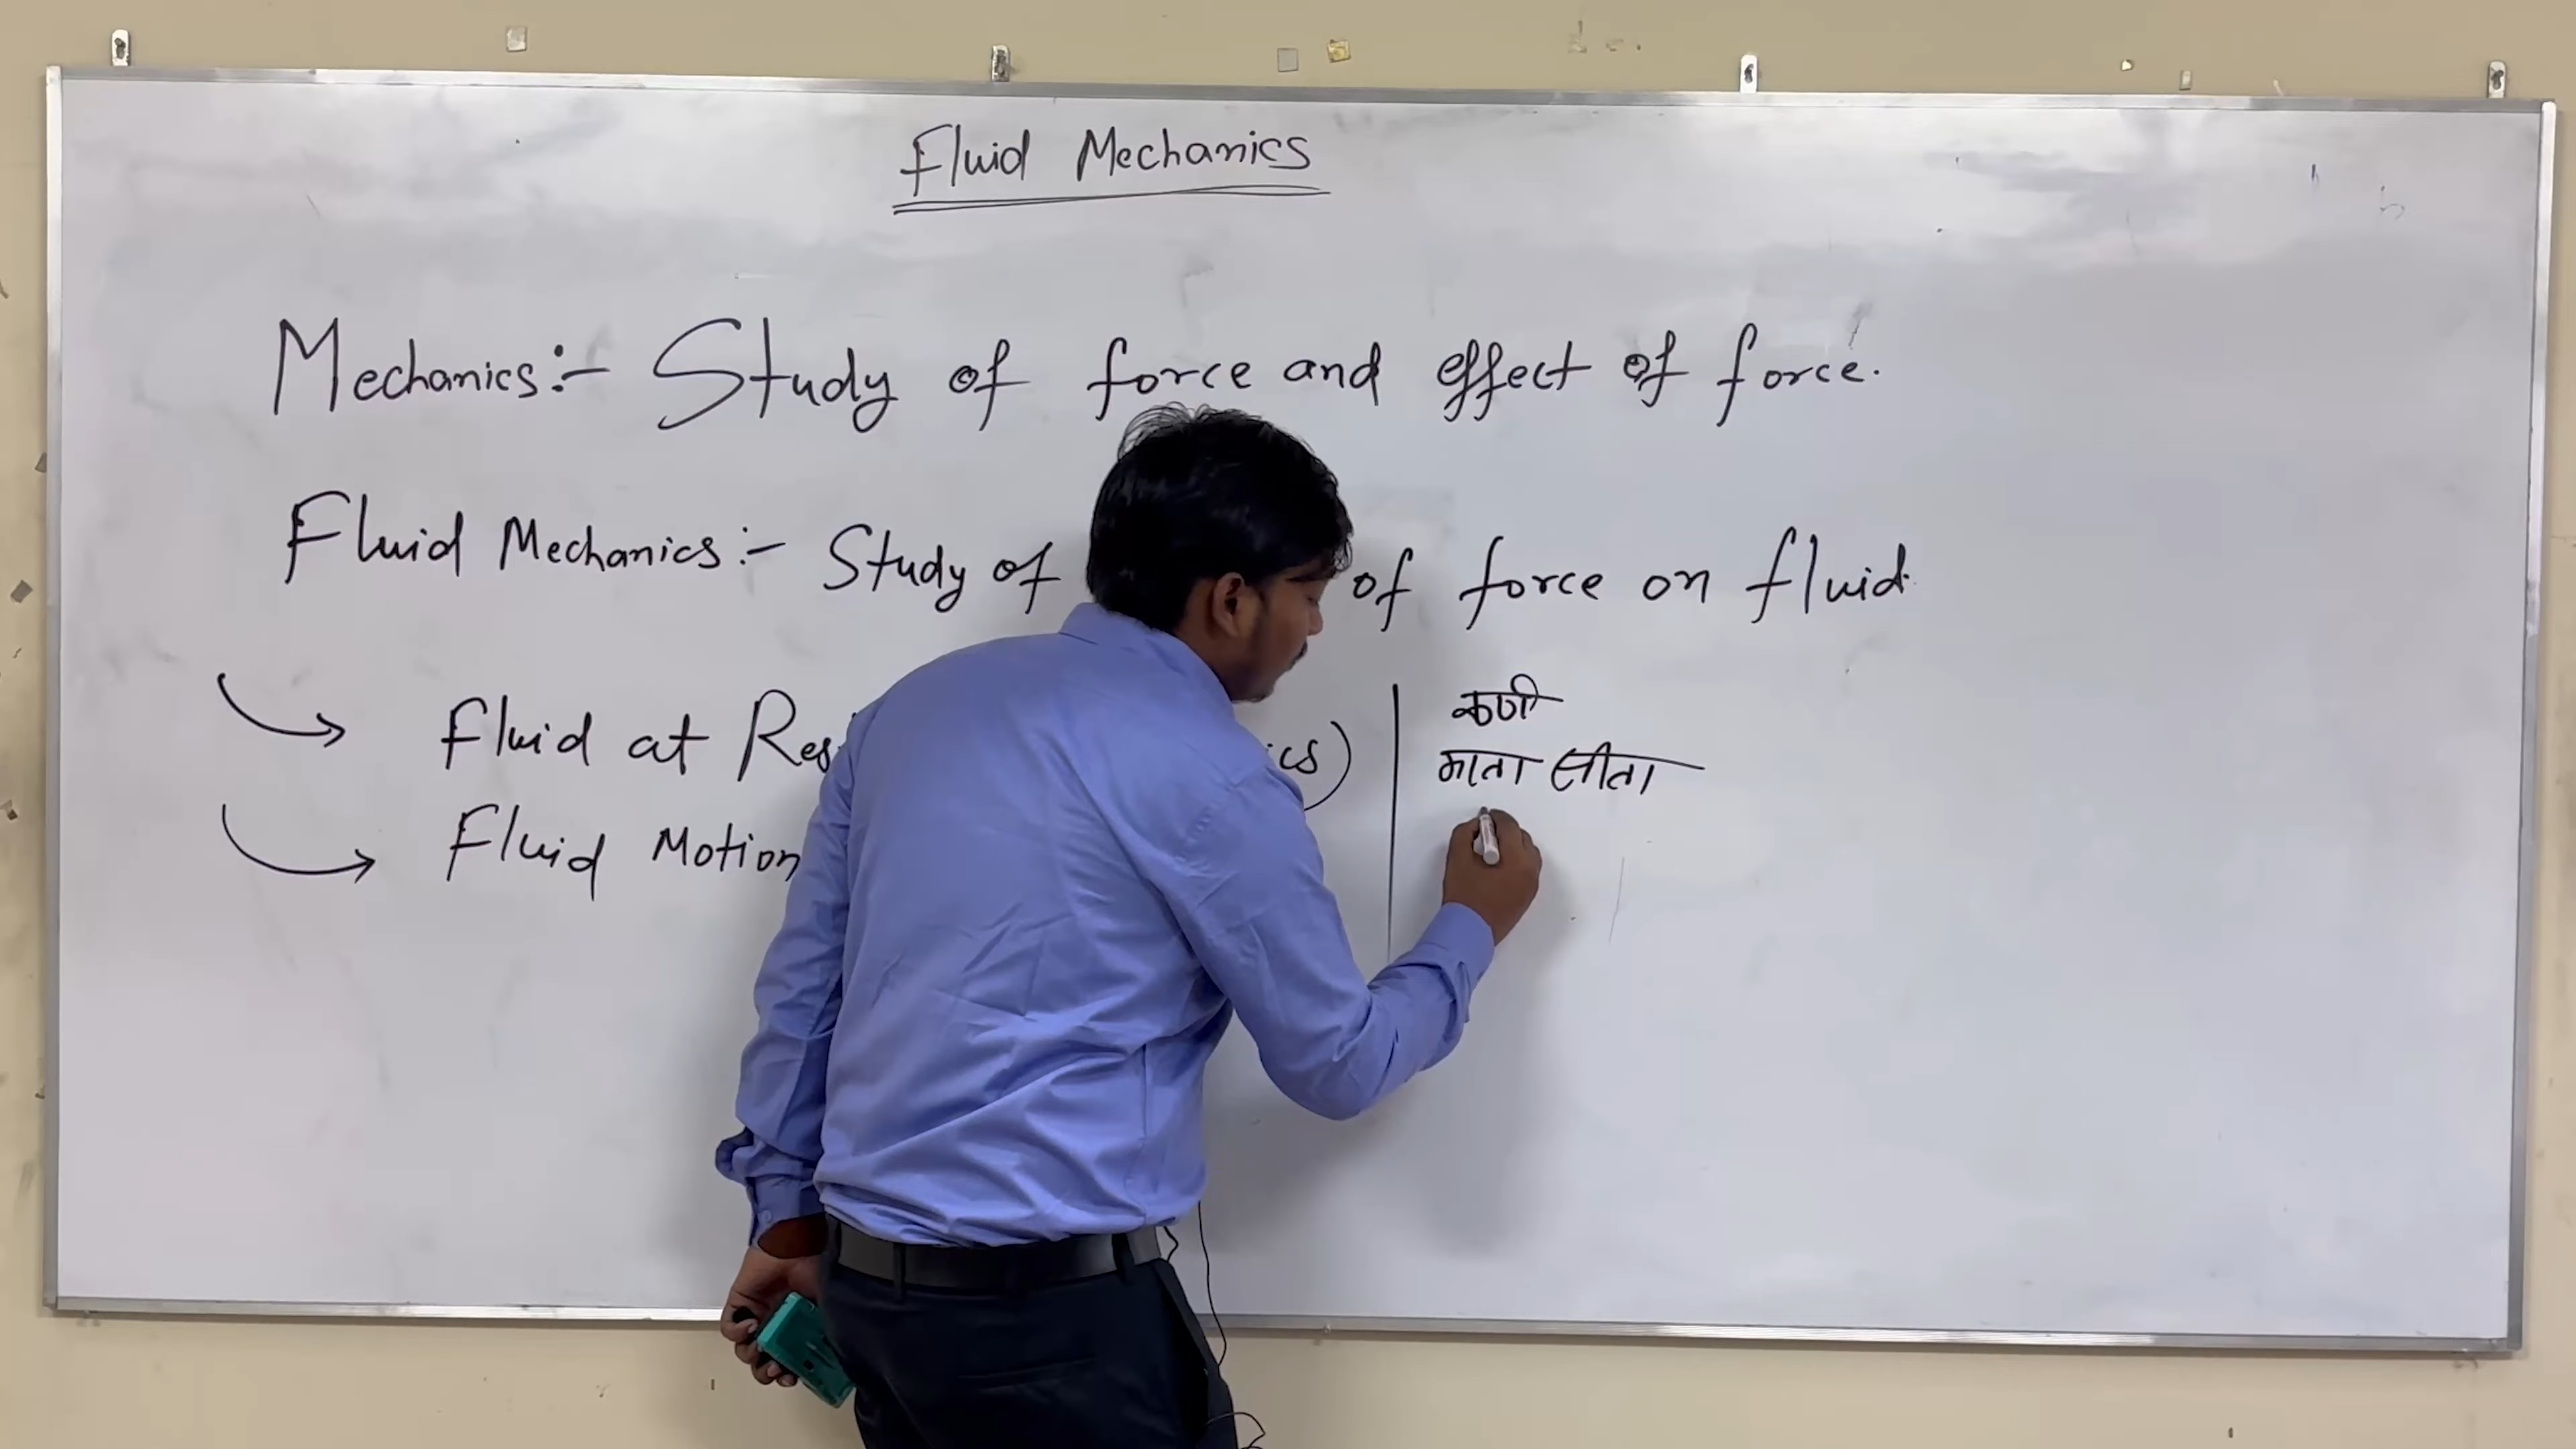 Fluid Mechanics
Mechanics:- Study of force and effect of force.
Fluid Mechanics:- Study of of force on fluid.
Fluid at Res ics)
Fluid Motion
माता सीता